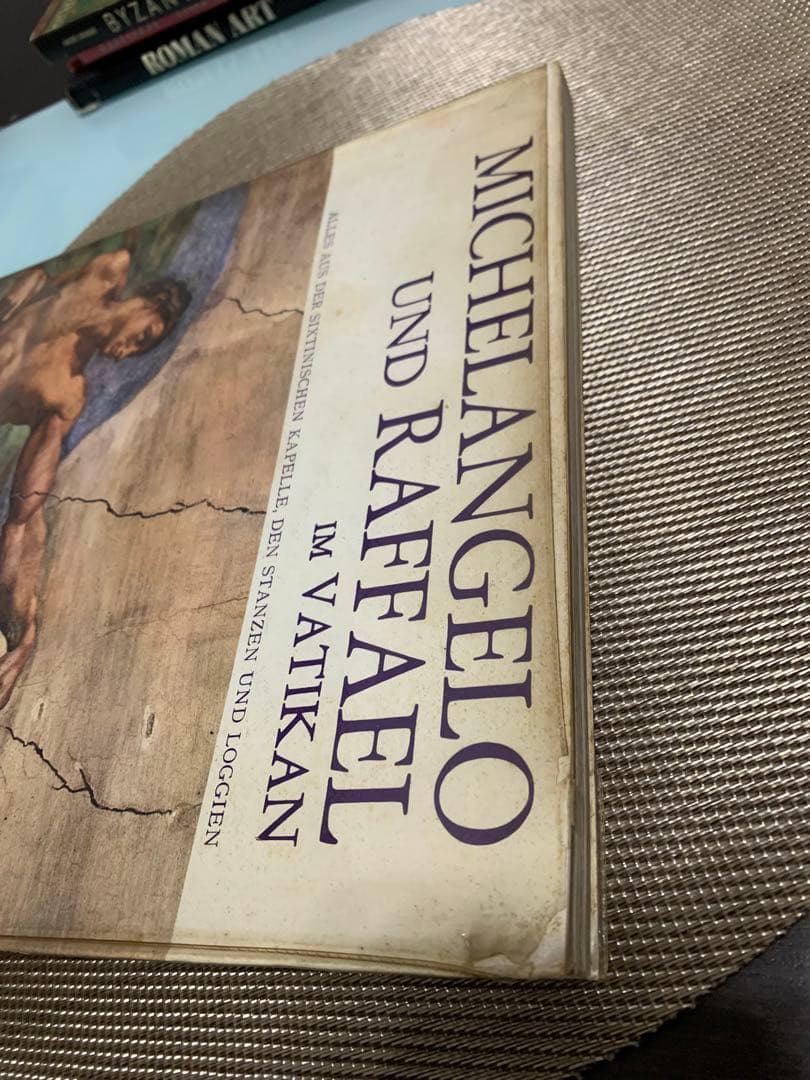 MICHELANGELO
UND RAFFAEL
IM VATIKAN
ALLES AUS DER SIXTINISCHEN KAPELLE, DEN STANZEN UND LOGGIEN
ROMAN ART